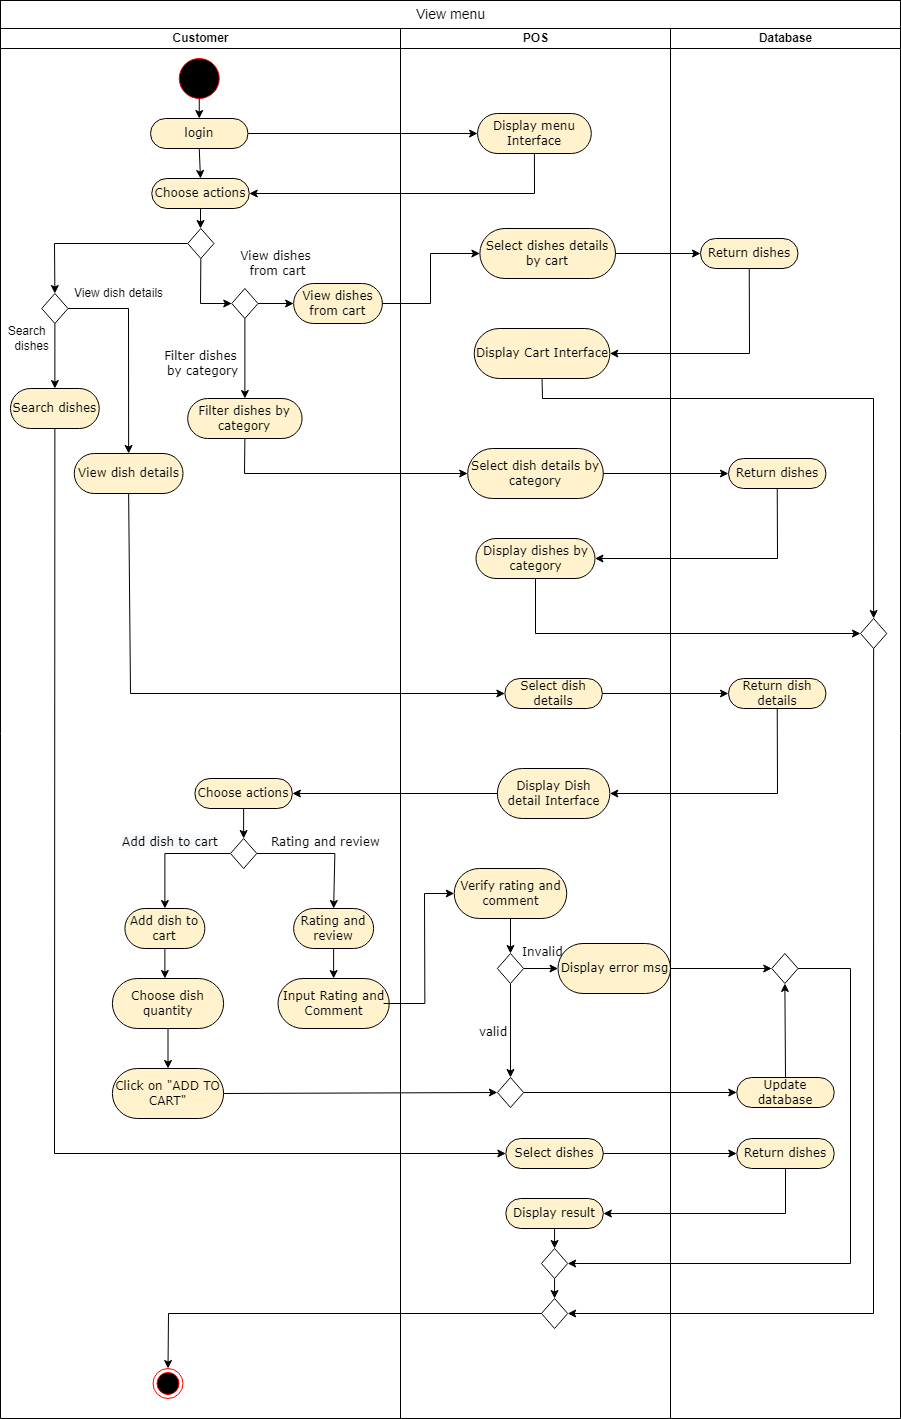 View menu
Customer
POS
Database
login
Display menu
Interface
Choose actions
View dishes
from cart
Select dishes details
by cart
Return dishes
View dish details
View dishes
from cart
Search
dishes
Filter dishes
by category
Display Cart Interface
Search dishes
Filter dishes by
category
View dish details
Select dish details by
category
Return dishes
Display dishes by
category
Select dish
details
Return dish
details
Choose actions
Display Dish
detail Interface
Add dish to cart
Rating and review
Verify rating and
comment
Add dish to
cart
Rating and
review
Invalid
Display error msg
Choose dish
quantity
Input Rating and
Comment
valid
Click on "ADD TO
CART"
Update
database
Select dishes
Return dishes
Display result